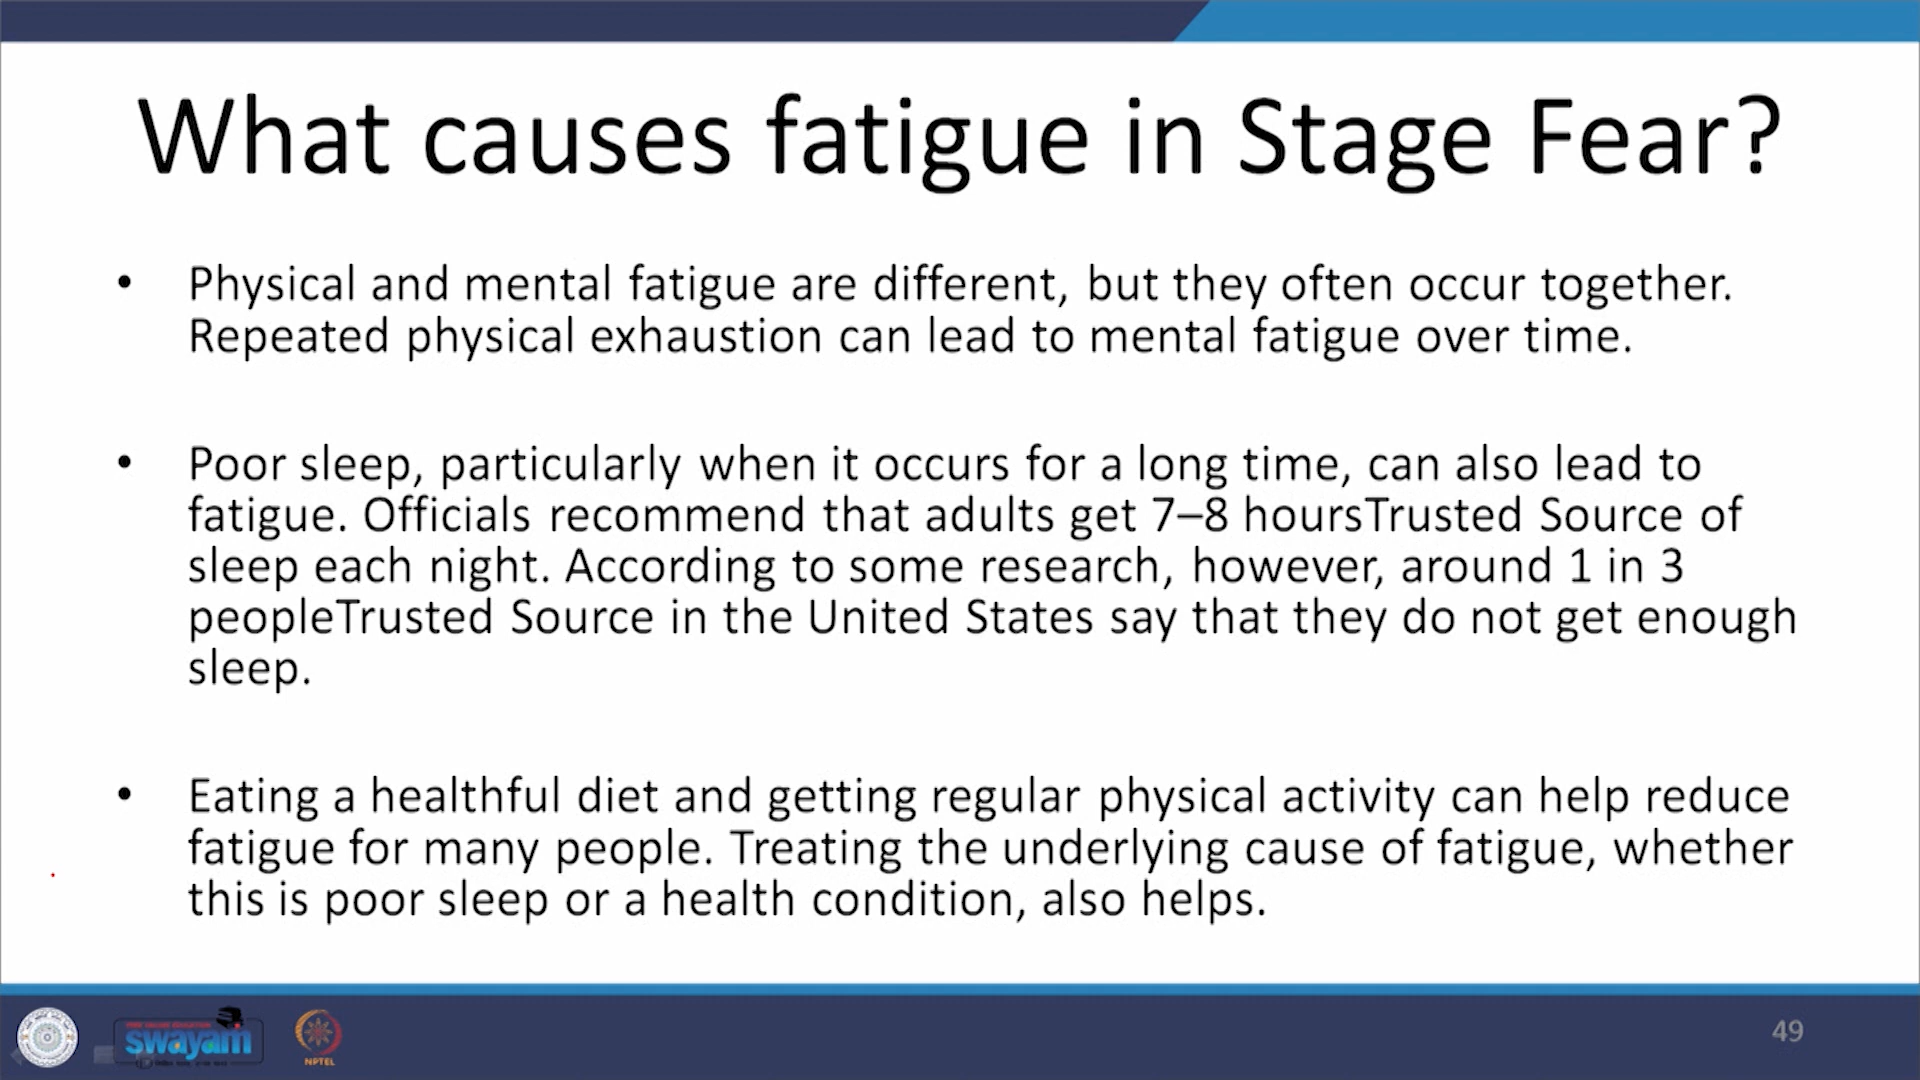 What causes fatigue in Stage Fear?
• Physical and mental fatigue are different, but they often occur together.
Repeated physical exhaustion can lead to mental fatigue over time.
• Poor sleep, particularly when it occurs for a long time, can also lead to
fatigue. Officials recommend that adults get 7–8 hoursTrusted Source of
sleep each night. According to some research, however, around 1 in 3
peopleTrusted Source in the United States say that they do not get enough
sleep.
• Eating a healthful diet and getting regular physical activity can help reduce
fatigue for many people. Treating the underlying cause of fatigue, whether
this is poor sleep or a health condition, also helps.
swayam
NPTEL
49